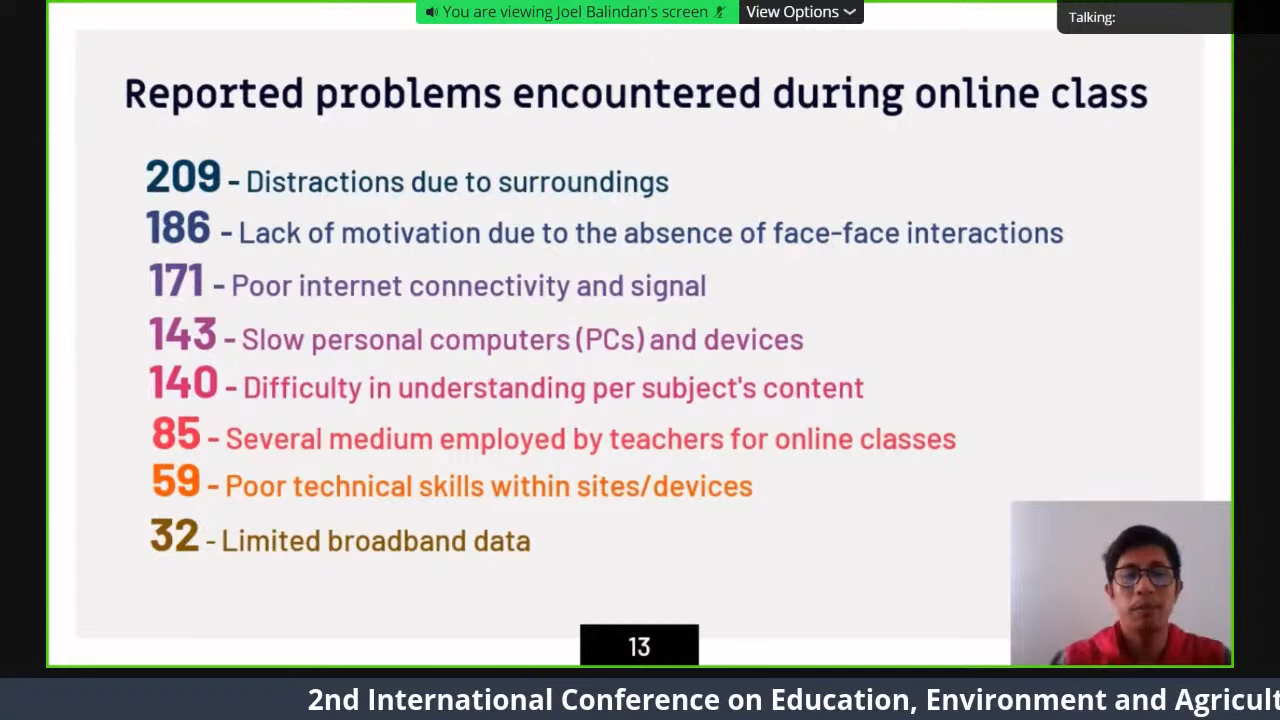 You are viewing Joel Balindan's screen
View Options
Talking:
Reported problems encountered during online class
209 - Distractions due to surroundings
186 - Lack of motivation due to the absence of face-face interactions
171 - Poor internet connectivity and signal
143 - Slow personal computers (PCs) and devices
140 - Difficulty in understanding per subject's content
85 - Several medium employed by teachers for online classes
59 - Poor technical skills within sites/devices
32 - Limited broadband data
13
2nd International Conference on Education, Environment and Agricult